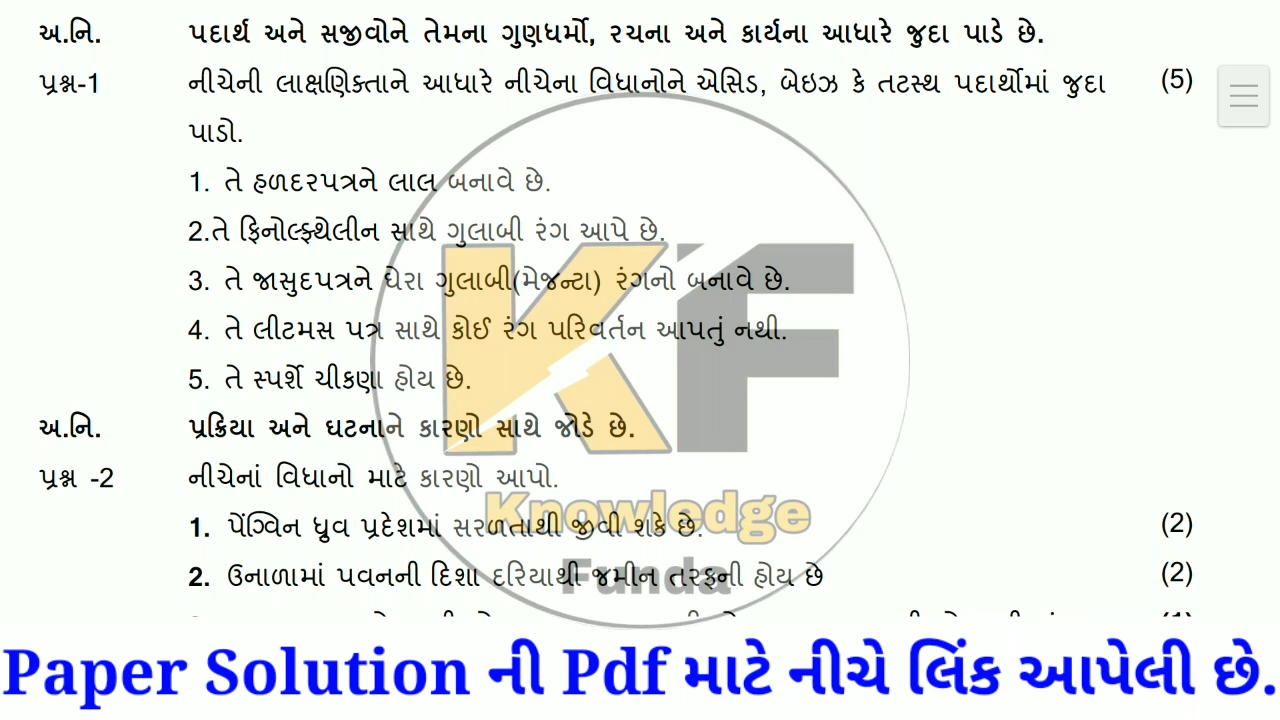 અ.નિ. પદાર્થ અને સજીવોને તેમના ગુણધર્મો, રચના અને કાર્યના આધારે જુદા પાડે છે.
પ્રશ્ન-1 નીચેની લાક્ષણિક્તાને આધારે નીચેના વિધાનોને એસિડ, બેઇઝ કે તટસ્થ પદાર્થોમાં જુદા (5)
પાડો.
1. તે હળદરપત્રને લાલ બનાવે છે.
2.તે ફિનોલ્ફ્થેલીન સાથે ગુલાબી રંગ આપે છે.
3. તે જાસુદપત્રને ઘેરા ગુલાબી(મેજન્ટા) રંગનો બનાવે છે.
4. તે લીટમસ પત્ર સાથે કોઈ રંગ પરિવર્તન આપતું નથી.
5. તે સ્પર્શે ચીકણા હોય છે.
અ.નિ. પ્રક્રિયા અને ઘટનાને કારણો સાથે જોડે છે.
પ્રશ્ન -2 નીચેનાં વિધાનો માટે કારણો આપો.
1. પેંગ્વિન ધ્રુવ પ્રદેશમાં સરળતાથી જીવી શકે છે. (2)
2. ઉનાળામાં પવનની દિશા દરિયાથી જમીન તરફની હોય છે (2)
KF
Knowledge
Funda
Paper Solution ની Pdf માટે નીચે લિંક આપેલી છે.